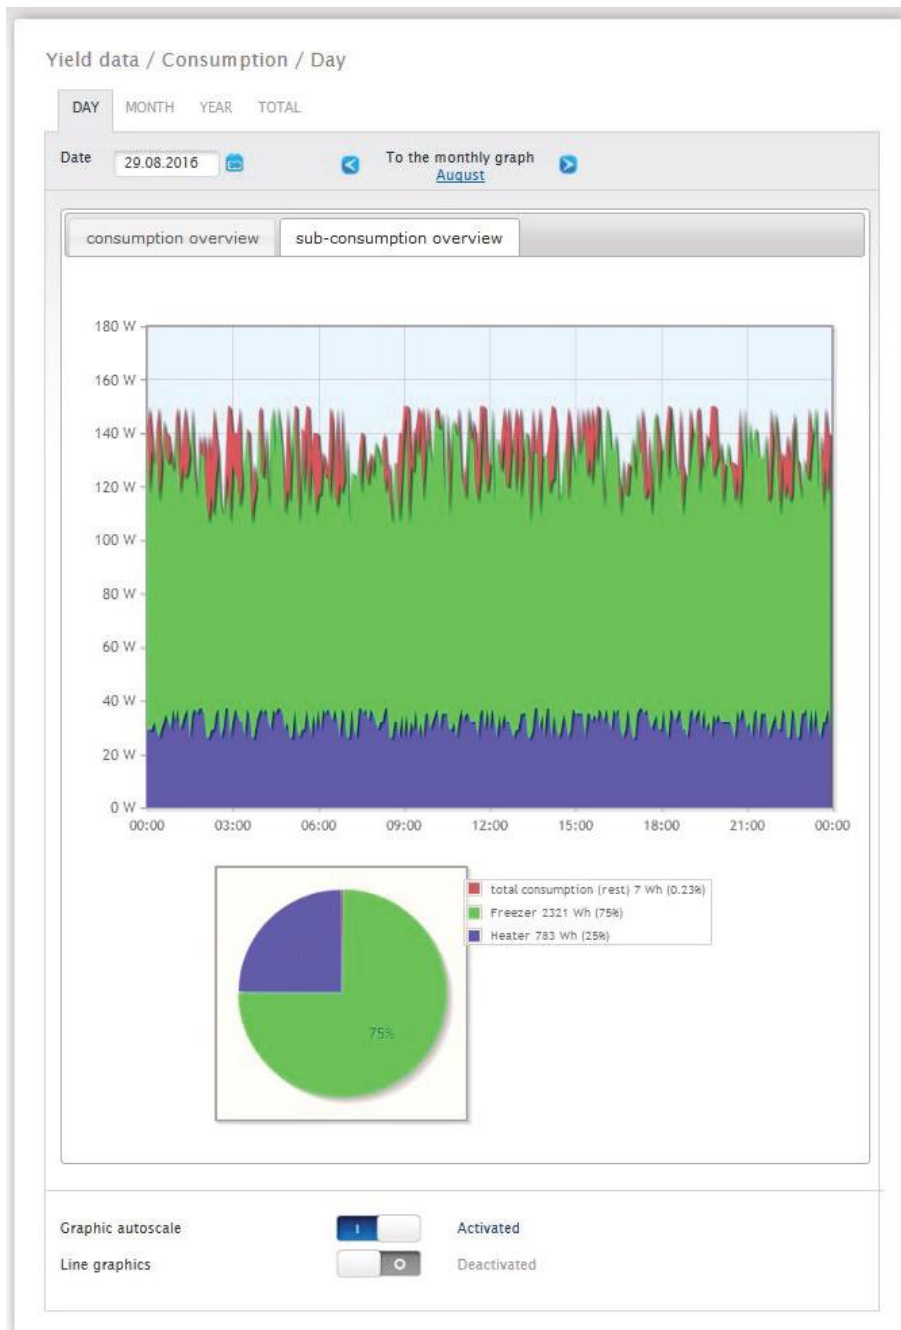 Yield data / Consumption / Day
DAY MONTH YEAR TOTAL
Date 29.08.2016 To the monthly graph
August
consumption overview sub-consumption overview
180 W
160 W
140 W
120 W
100 W
80 W
60 W
40 W
20 W
0 W
00:00 03:00 06:00 09:00 12:00 15:00 18:00 21:00 00:00
total consumption (rest) 7 Wh (0.23%)
Freezer 2321 Wh (75%)
Heater 783 Wh (25%)
75%
Graphic autoscale I Activated
Line graphics O Deactivated